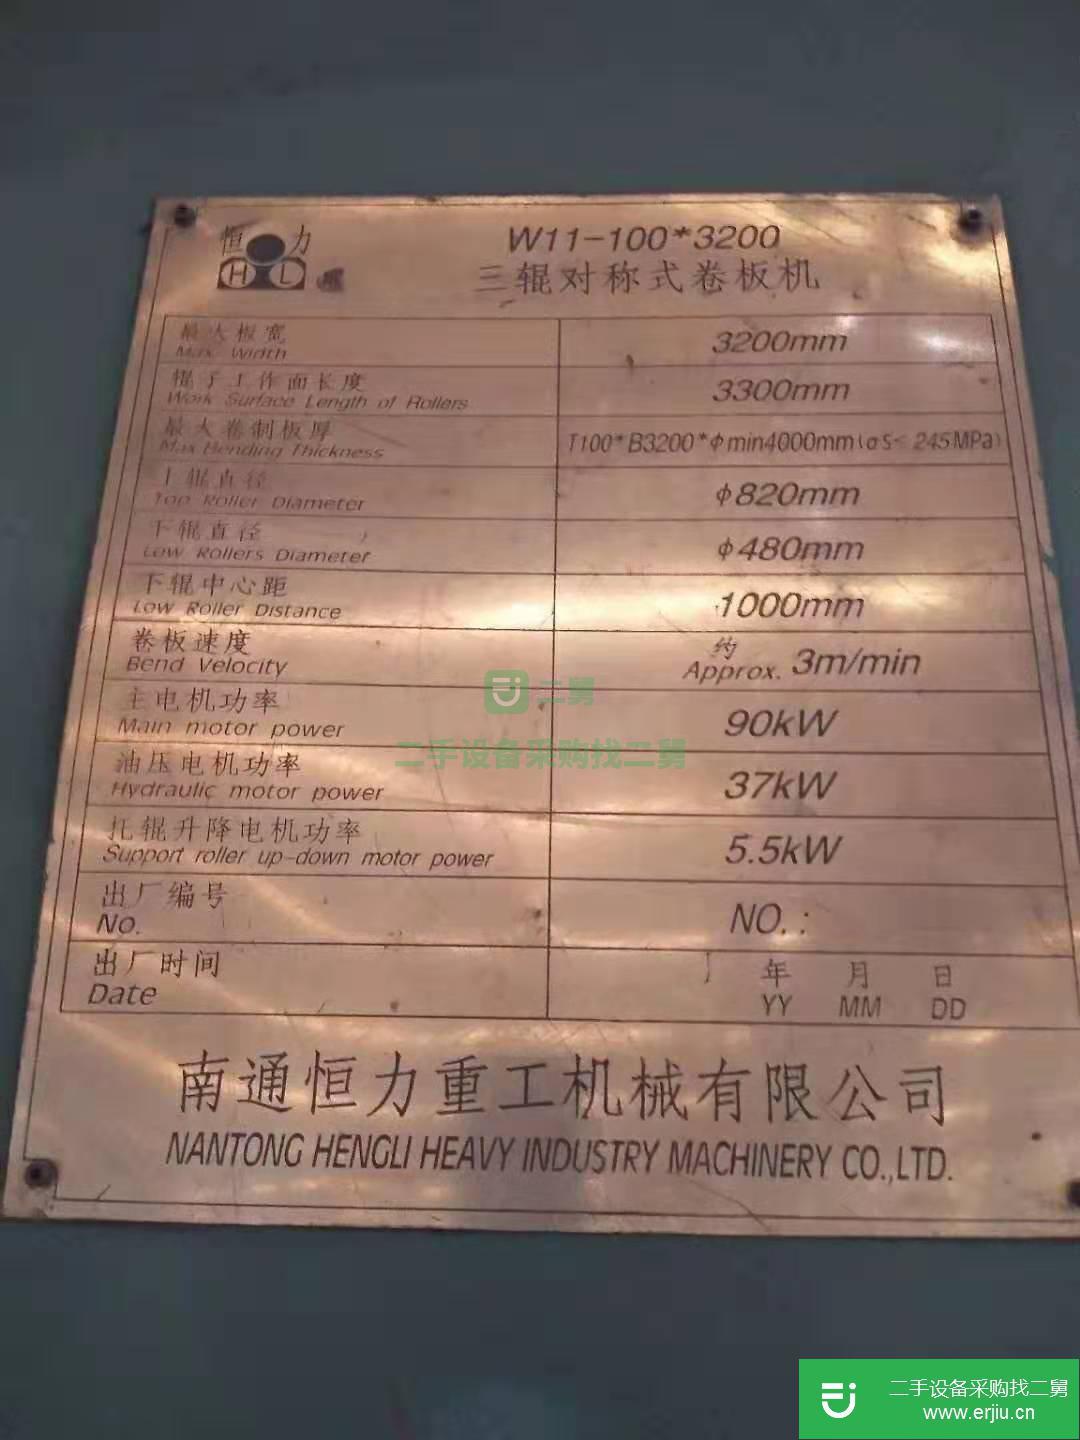 恒 力
H L
W11-100*3200
三辊对称式卷板机
最大板宽
Max Width
3200mm
辊子工作面长度
Work Surface Length of Rollers
3300mm
最大卷制板厚
Max Bending Thickness
T100*B3200*φmin4000mm(σS< 245MPa)
上辊直径
Top Roller Diameter
φ820mm
下辊直径
Low Rollers Diameter
φ480mm
下辊中心距
Low Roller Distance
1000mm
卷板速度
Bend Velocity
约
Approx. 3m/min
主电机功率
Main motor power
90kW
油压电机功率
Hydraulic motor power
37kW
托辊升降电机功率
Support roller up-down motor power
5.5kW
出厂编号
No.
NO.:
出厂时间
Date
年 月 日
YY MM DD
南通恒力重工机械有限公司
NANTONG HENGLI HEAVY INDUSTRY MACHINERY CO.,LTD.
二舅
二手设备采购找二舅
二手设备采购找二舅
www.erjiu.cn